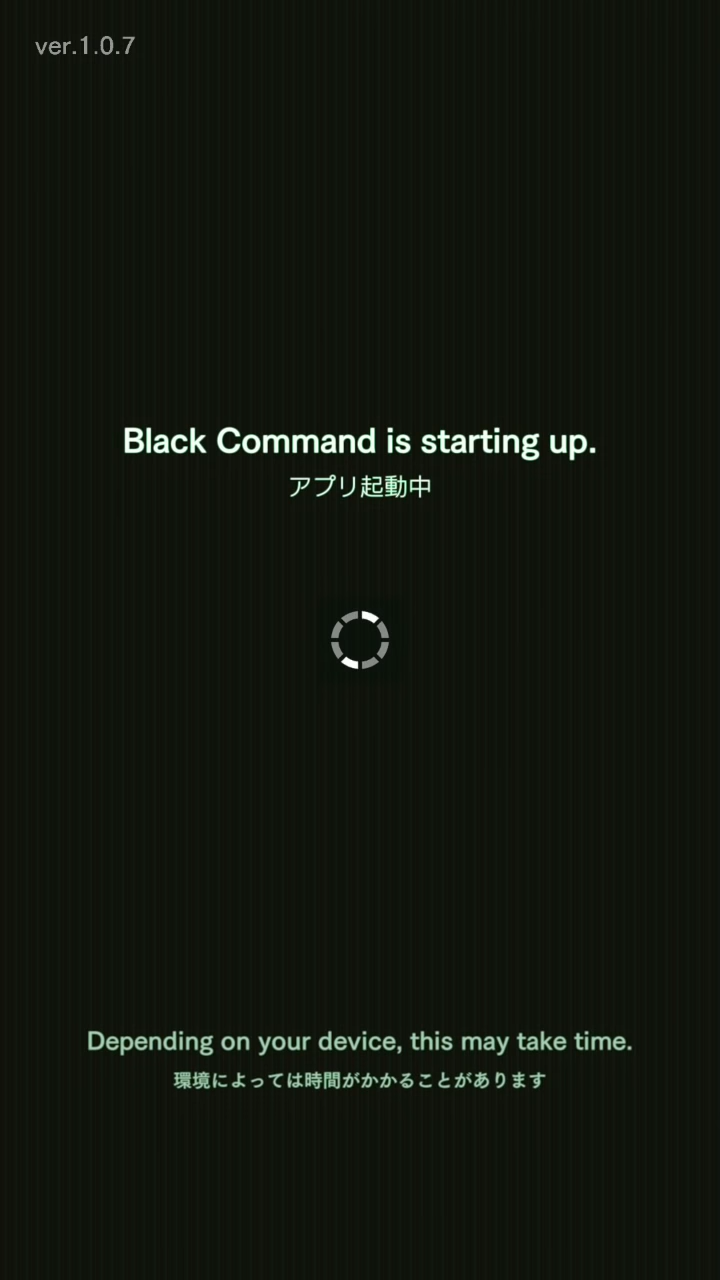 ver.1.0.7
Black Command is starting up.
アプリ起動中
Depending on your device, this may take time.
環境によっては時間がかかることがあります